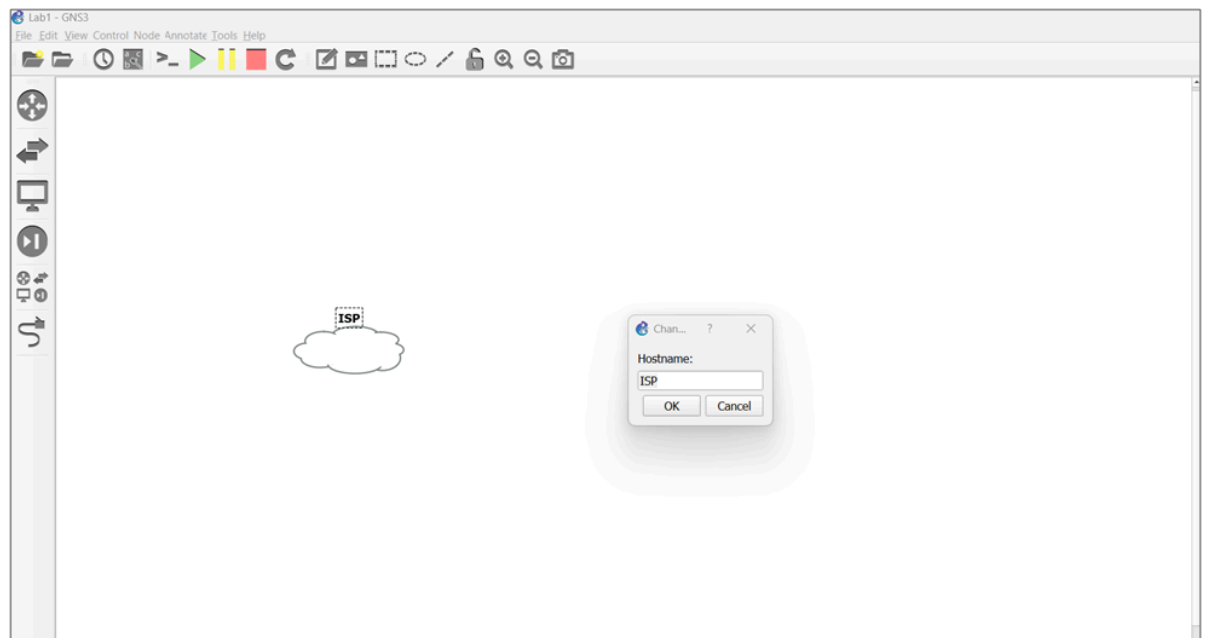 Lab1 - GNS3
File Edit View Control Node Annotate Tools Help
ISP
Chan... ? ×
Hostname:
ISP
OK Cancel